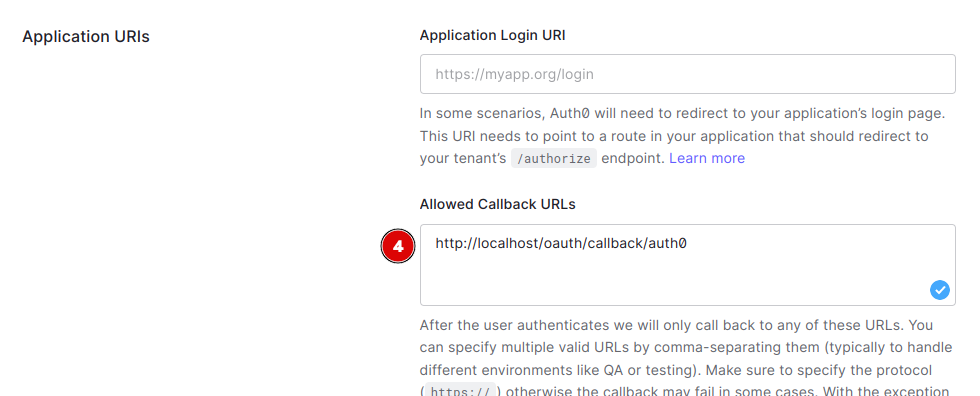 Application URIs
Application Login URI
https://myapp.org/login
In some scenarios, Auth0 will need to redirect to your application’s login page.
This URI needs to point to a route in your application that should redirect to
your tenant’s /authorize endpoint. Learn more
Allowed Callback URLs
4
http://localhost/oauth/callback/auth0
After the user authenticates we will only call back to any of these URLs. You
can specify multiple valid URLs by comma-separating them (typically to handle
different environments like QA or testing). Make sure to specify the protocol
(https://) otherwise the callback may fail in some cases. With the exception